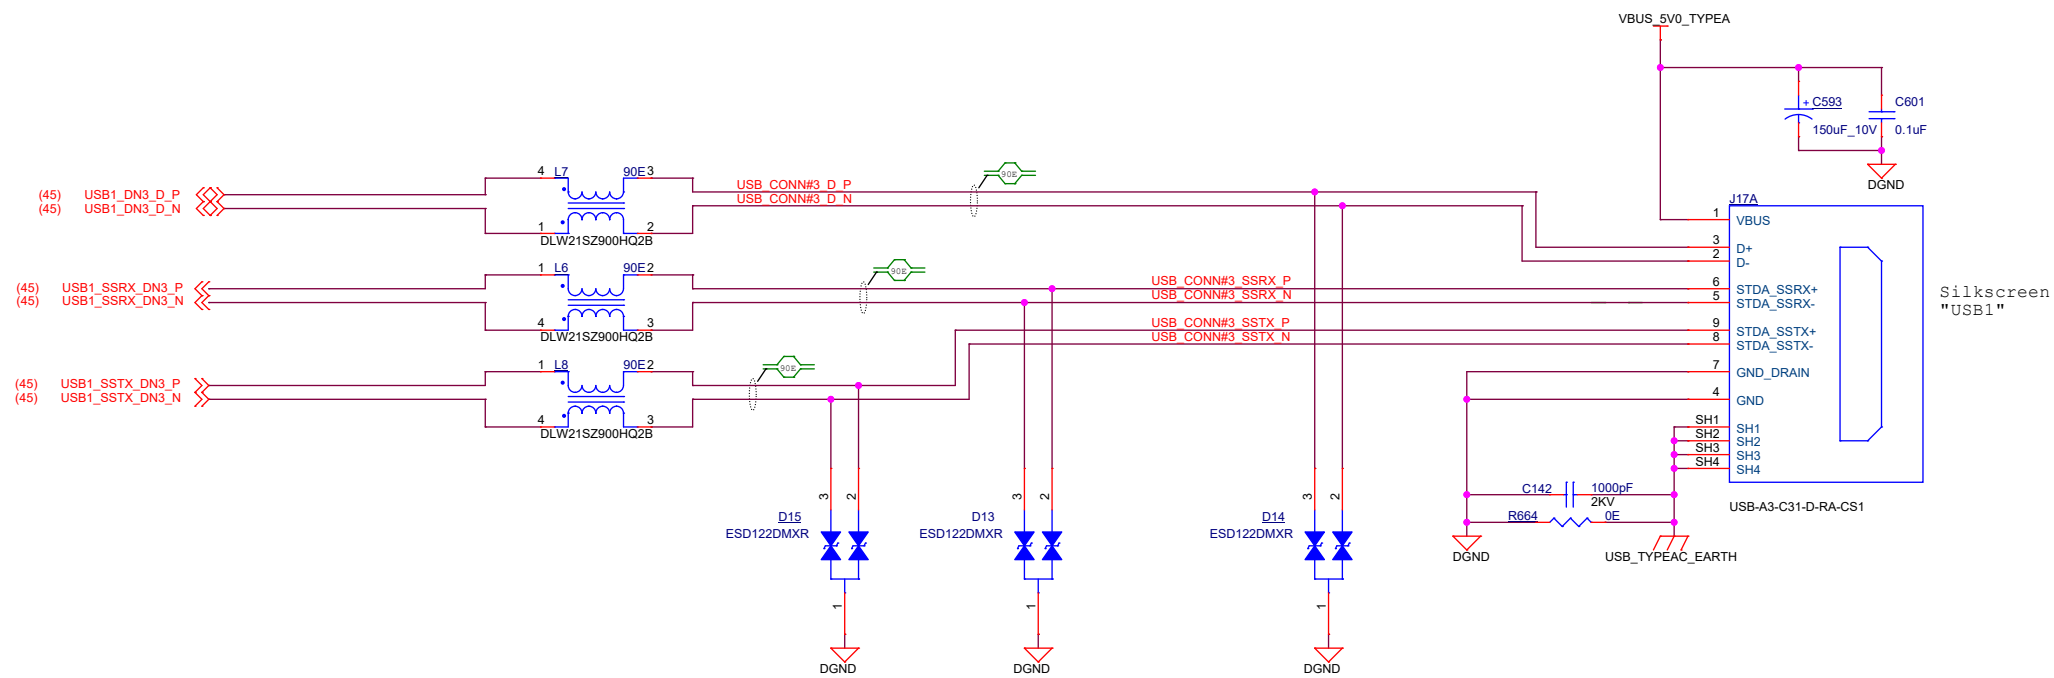 VBUS_5V0_TYPEA
+ C593
C601
150uF_10V
0.1uF
DGND
4 L7 90E 3
90E
(45) USB1_DN3_D_P
(45) USB1_DN3_D_N
USB_CONN#3_D_P
USB_CONN#3_D_N
1 2
DLW21SZ900HQ2B
J17A
1 VBUS
3 D+
2 D-
1 L6 90E 2
90E
(45) USB1_SSRX_DN3_P
(45) USB1_SSRX_DN3_N
USB_CONN#3_SSRX_P
USB_CONN#3_SSRX_N
6 STDA_SSRX+
5 STDA_SSRX-
Silkscreen
"USB1"
4 3
DLW21SZ900HQ2B
USB_CONN#3_SSTX_P
USB_CONN#3_SSTX_N
9 STDA_SSTX+
8 STDA_SSTX-
1 L8 90E 2
90E
(45) USB1_SSTX_DN3_P
(45) USB1_SSTX_DN3_N
7 GND_DRAIN
4 GND
4 3
DLW21SZ900HQ2B
SH1 SH1
SH2 SH2
SH3 SH3
SH4 SH4
3 2
3 2
3 2
C142 1000pF
2KV
R664 0E
USB-A3-C31-D-RA-CS1
D15
ESD122DMXR
D13
ESD122DMXR
D14
ESD122DMXR
DGND
USB_TYPEAC_EARTH
1
1
1
DGND
DGND
DGND